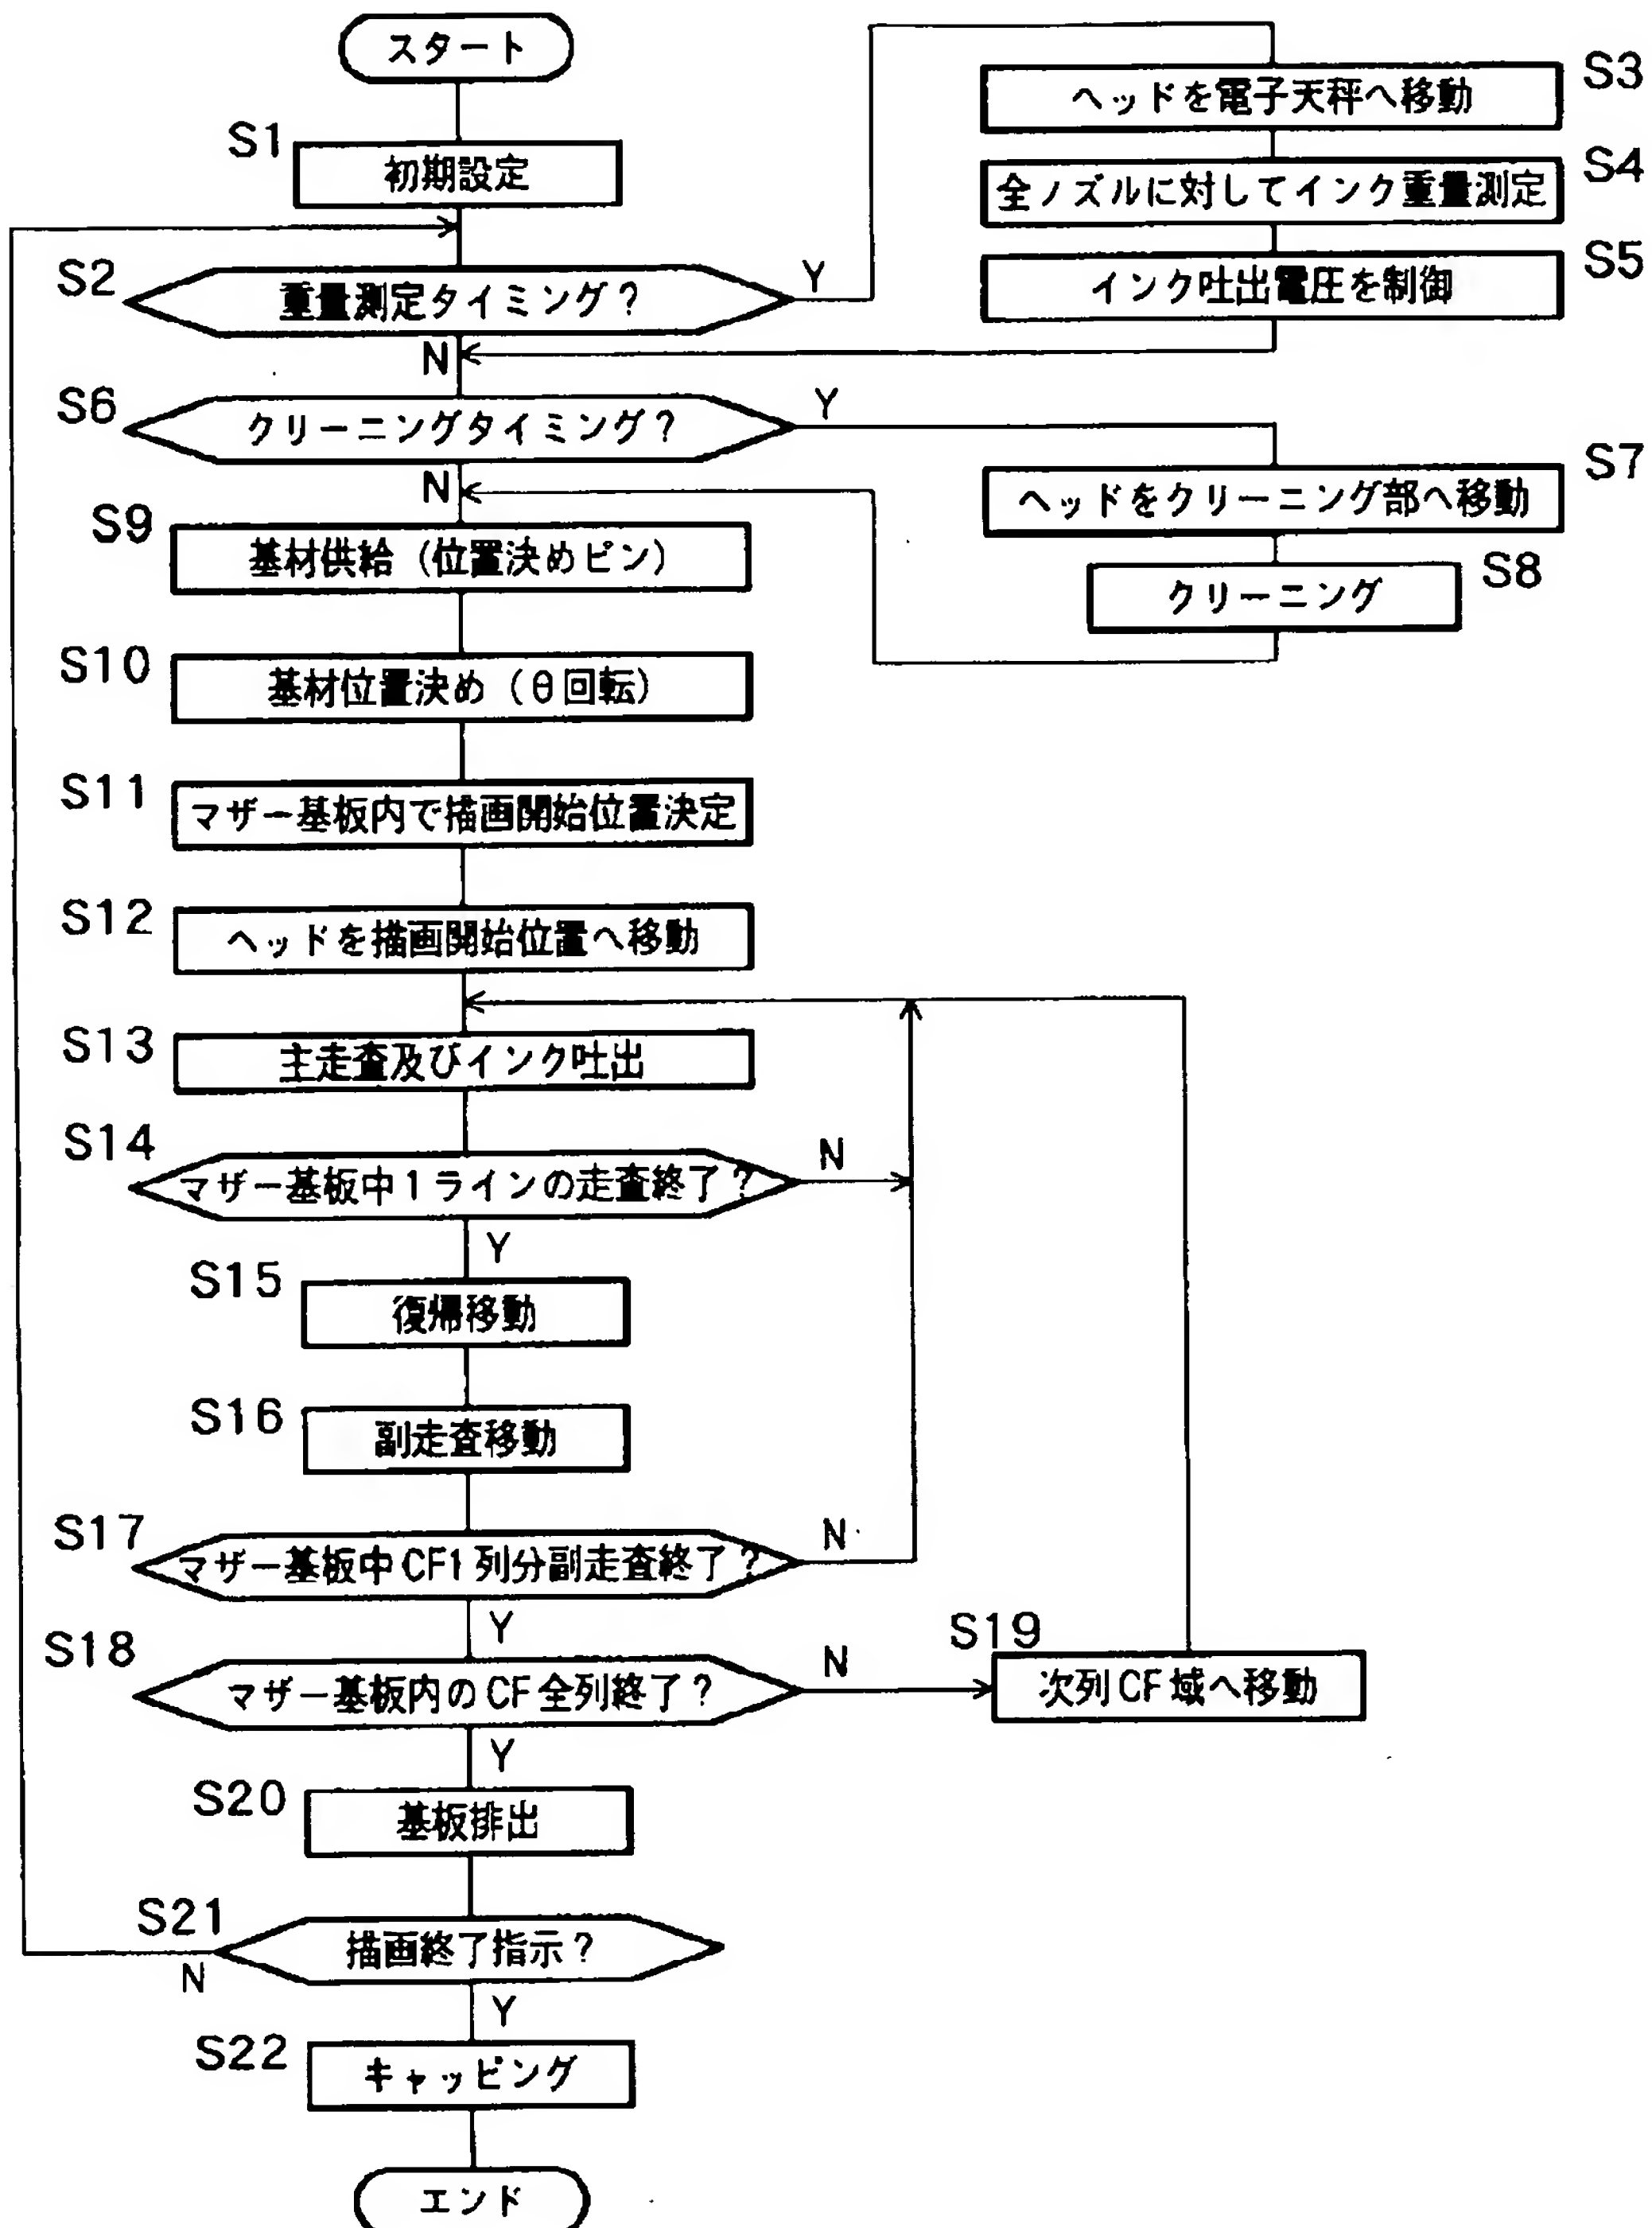 スタート
S1
初期設定
S2
重量測定タイミング？
Y
N
S3
ヘッドを電子天秤へ移動
S4
全ノズルに対してインク重量測定
S5
インク吐出電圧を制御
S6
クリーニングタイミング？
Y
N
S7
ヘッドをクリーニング部へ移動
S8
クリーニング
S9
基材供給（位置決めピン）
S10
基材位置決め（θ回転）
S11
マザー基板内で描画開始位置決定
S12
ヘッドを描画開始位置へ移動
S13
主走査及びインク吐出
S14
マザー基板中1ラインの走査終了？
N
Y
S15
復帰移動
S16
副走査移動
S17
マザー基板中CF1列分副走査終了？
N
Y
S18
マザー基板内のCF全列終了？
N
Y
S19
次列CF域へ移動
S20
基板排出
S21
描画終了指示？
N
Y
S22
キャッピング
エンド